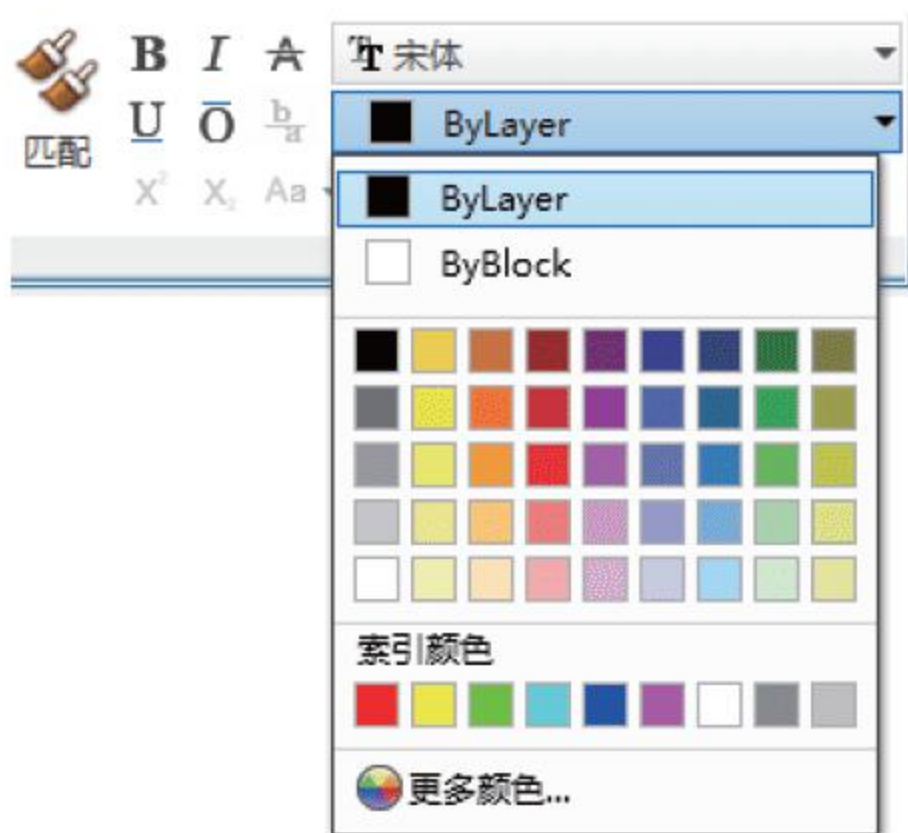 B I A 宋体
U O b/a ByLayer
匹配
X² X₂ Aa
ByLayer
ByBlock
索引颜色
更多颜色...